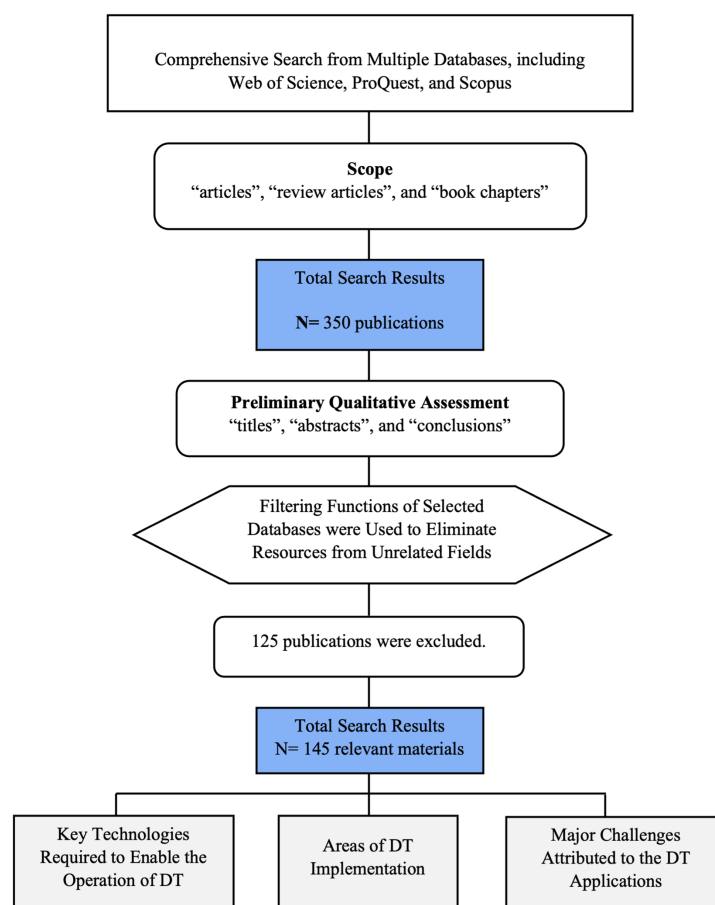 Comprehensive Search from Multiple Databases, including
Web of Science, ProQuest, and Scopus
Scope
“articles”, “review articles”, and “book chapters”
Total Search Results
N= 350 publications
Preliminary Qualitative Assessment
“titles”, “abstracts”, and “conclusions”
Filtering Functions of Selected
Databases were Used to Eliminate
Resources from Unrelated Fields
125 publications were excluded.
Total Search Results
N= 145 relevant materials
Key Technologies
Required to Enable the
Operation of DT
Areas of DT
Implementation
Major Challenges
Attributed to the DT
Applications